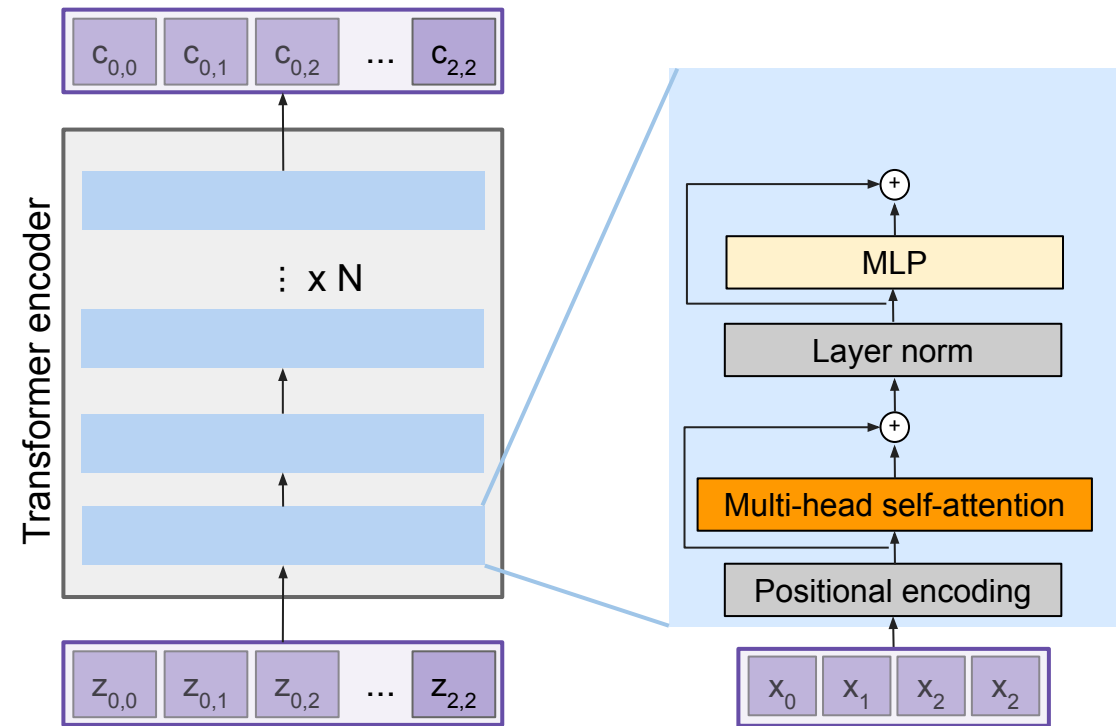 c0,0 c0,1 c0,2 ... c2,2
Transformer encoder
⋮ x N
z0,0 z0,1 z0,2 ... z2,2
+
MLP
Layer norm
+
Multi-head self-attention
Positional encoding
x0 x1 x2 x2